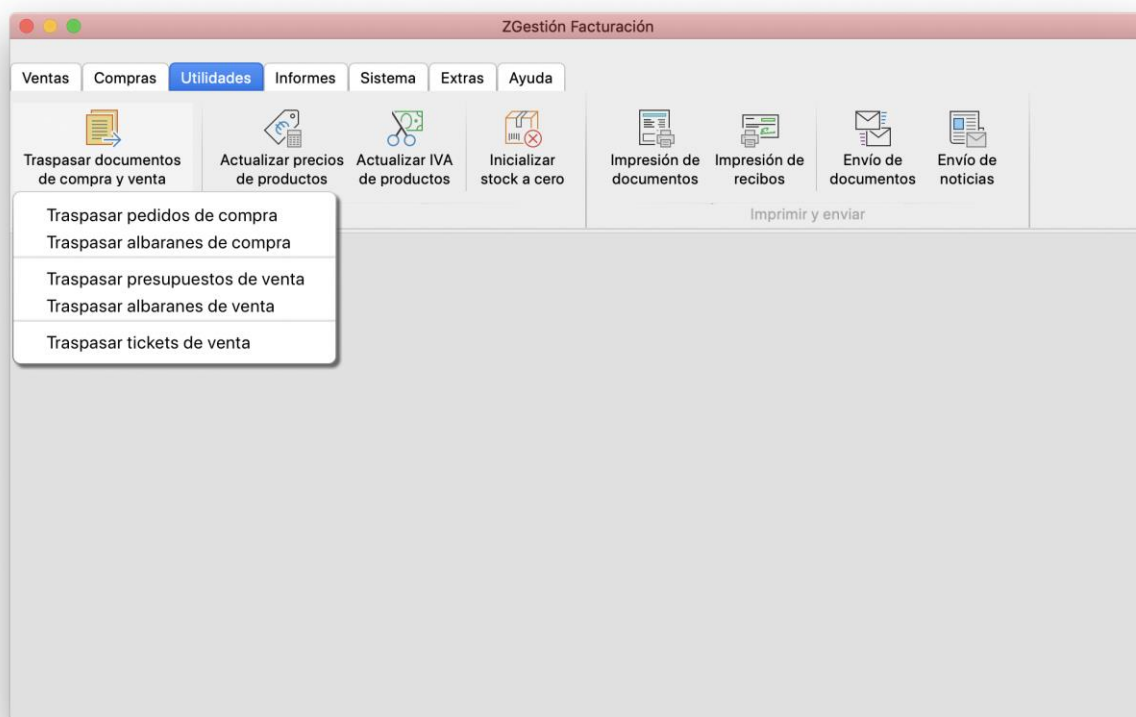 ZGestión Facturación
Ventas Compras Utilidades Informes Sistema Extras Ayuda
Traspasar documentos
de compra y venta
Actualizar precios
de productos
Actualizar IVA
de productos
Inicializar
stock a cero
Impresión de
documentos
Impresión de
recibos
Envío de
documentos
Envío de
noticias
Imprimir y enviar
Traspasar pedidos de compra
Traspasar albaranes de compra
Traspasar presupuestos de venta
Traspasar albaranes de venta
Traspasar tickets de venta